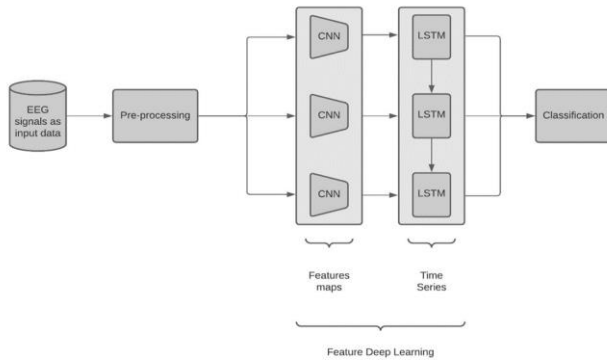 EEG
signals as
input data
Pre-processing
CNN
LSTM
CNN
LSTM
CNN
LSTM
Classification
Features
maps
Time
Series
Feature Deep Learning